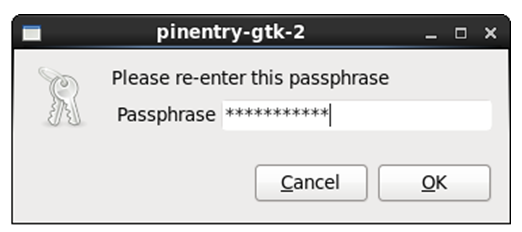 pinentry-gtk-2
Please re-enter this passphrase
Passphrase ***********
Cancel OK